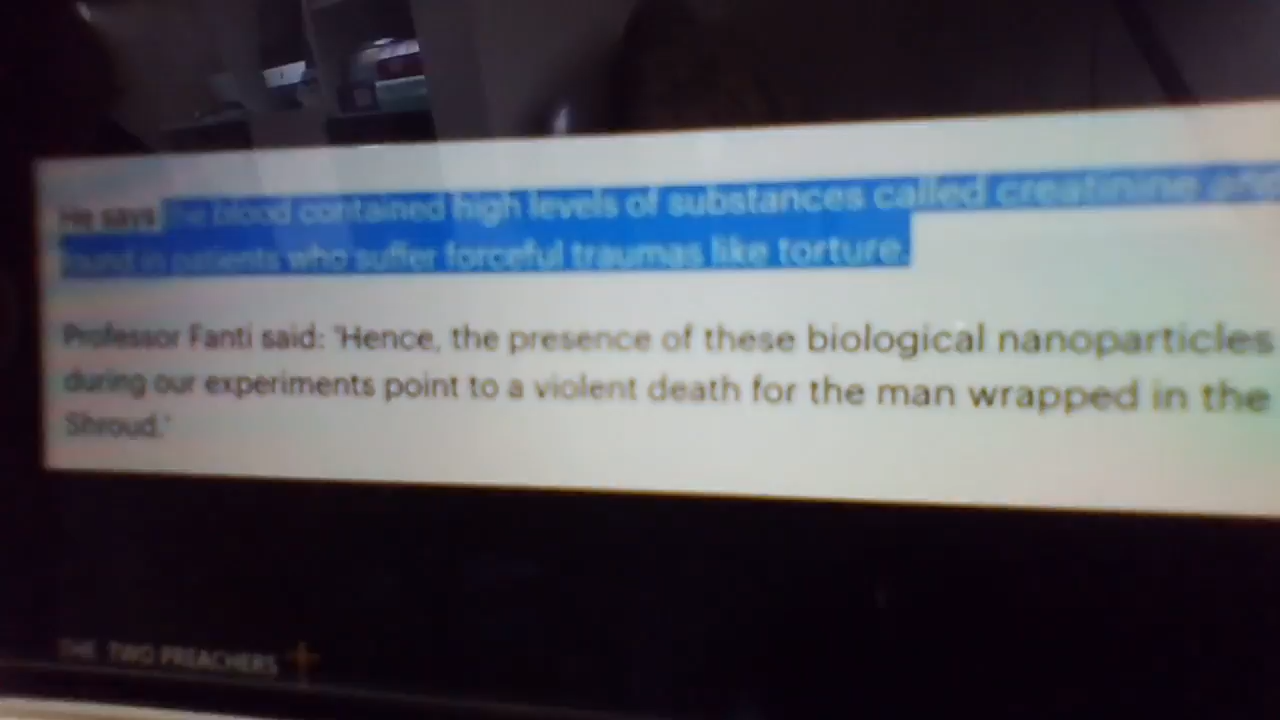 He says the blood contained high levels of substances called creatinine and
found in patients who suffer forceful traumas like torture.
Professor Fanti said: 'Hence, the presence of these biological nanoparticles
during our experiments point to a violent death for the man wrapped in the
Shroud.'
THE TWO PREACHERS